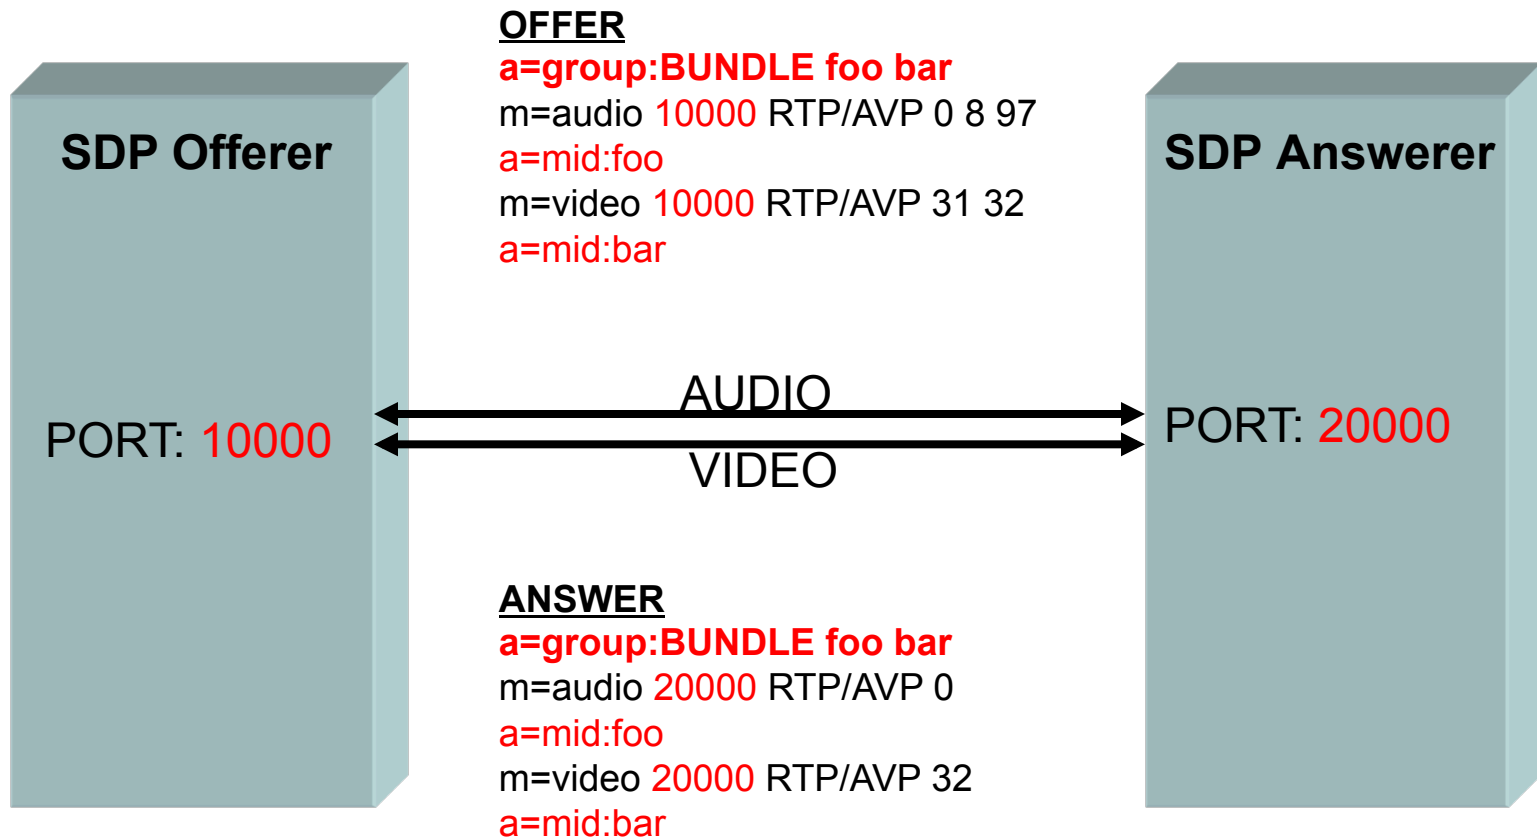 OFFER
a=group:BUNDLE foo bar
m=audio 10000 RTP/AVP 0 8 97
a=mid:foo
m=video 10000 RTP/AVP 31 32
a=mid:bar
SDP Offerer
SDP Answerer
AUDIO
PORT: 10000
PORT: 20000
VIDEO
ANSWER
a=group:BUNDLE foo bar
m=audio 20000 RTP/AVP 0
a=mid:foo
m=video 20000 RTP/AVP 32
a=mid:bar